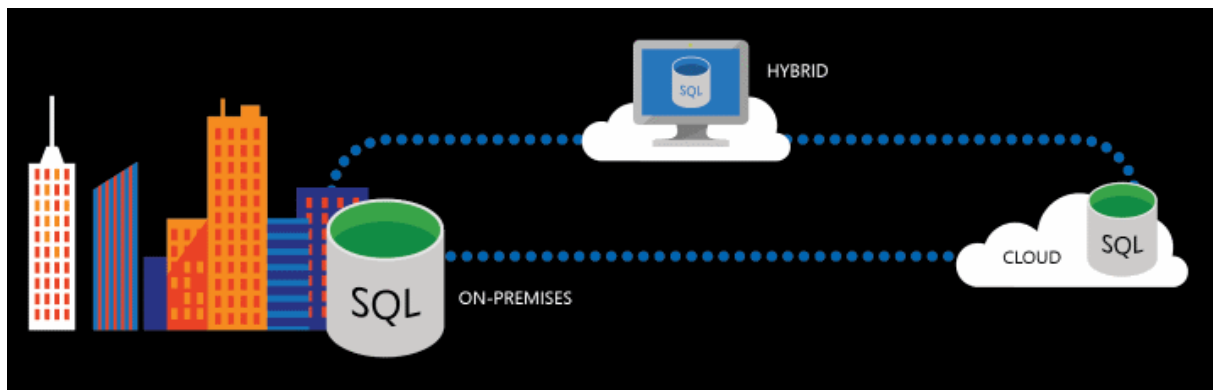 HYBRID
SQL
CLOUD
SQL
SQL
ON-PREMISES